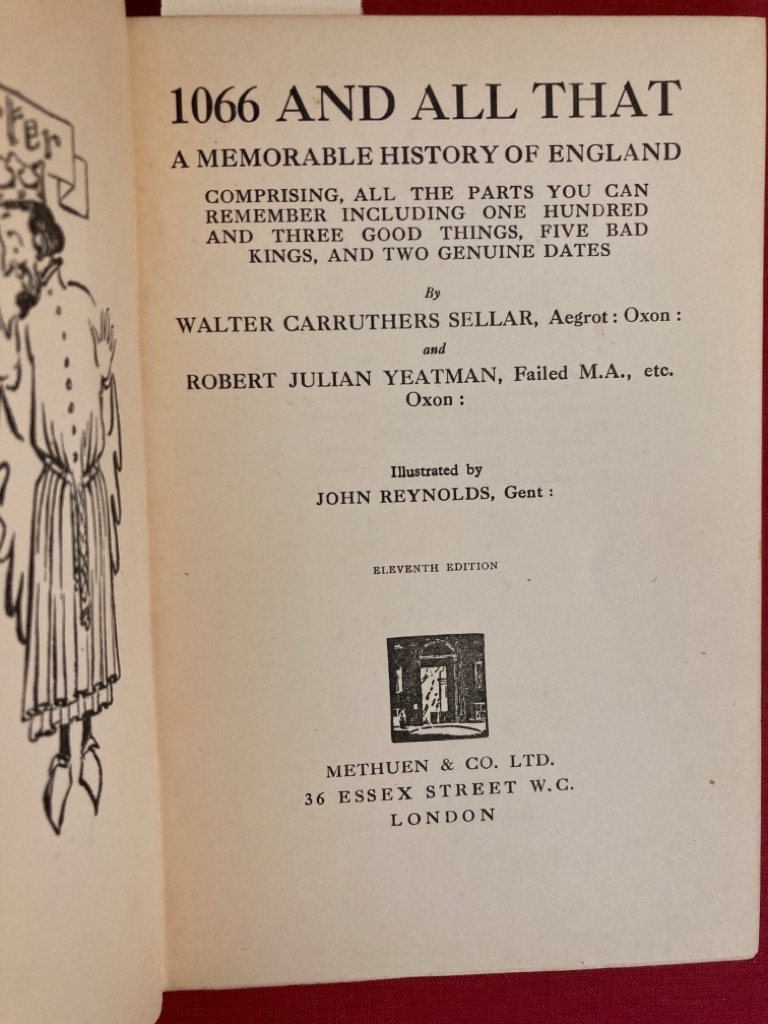 1066 AND ALL THAT
A MEMORABLE HISTORY OF ENGLAND
COMPRISING, ALL THE PARTS YOU CAN
REMEMBER INCLUDING ONE HUNDRED
AND THREE GOOD THINGS, FIVE BAD
KINGS, AND TWO GENUINE DATES
By
WALTER CARRUTHERS SELLAR, Aegrot : Oxon :
and
ROBERT JULIAN YEATMAN, Failed M.A., etc.
Oxon :
Illustrated by
JOHN REYNOLDS, Gent :
ELEVENTH EDITION
METHUEN & CO. LTD.
36 ESSEX STREET W.C.
LONDON